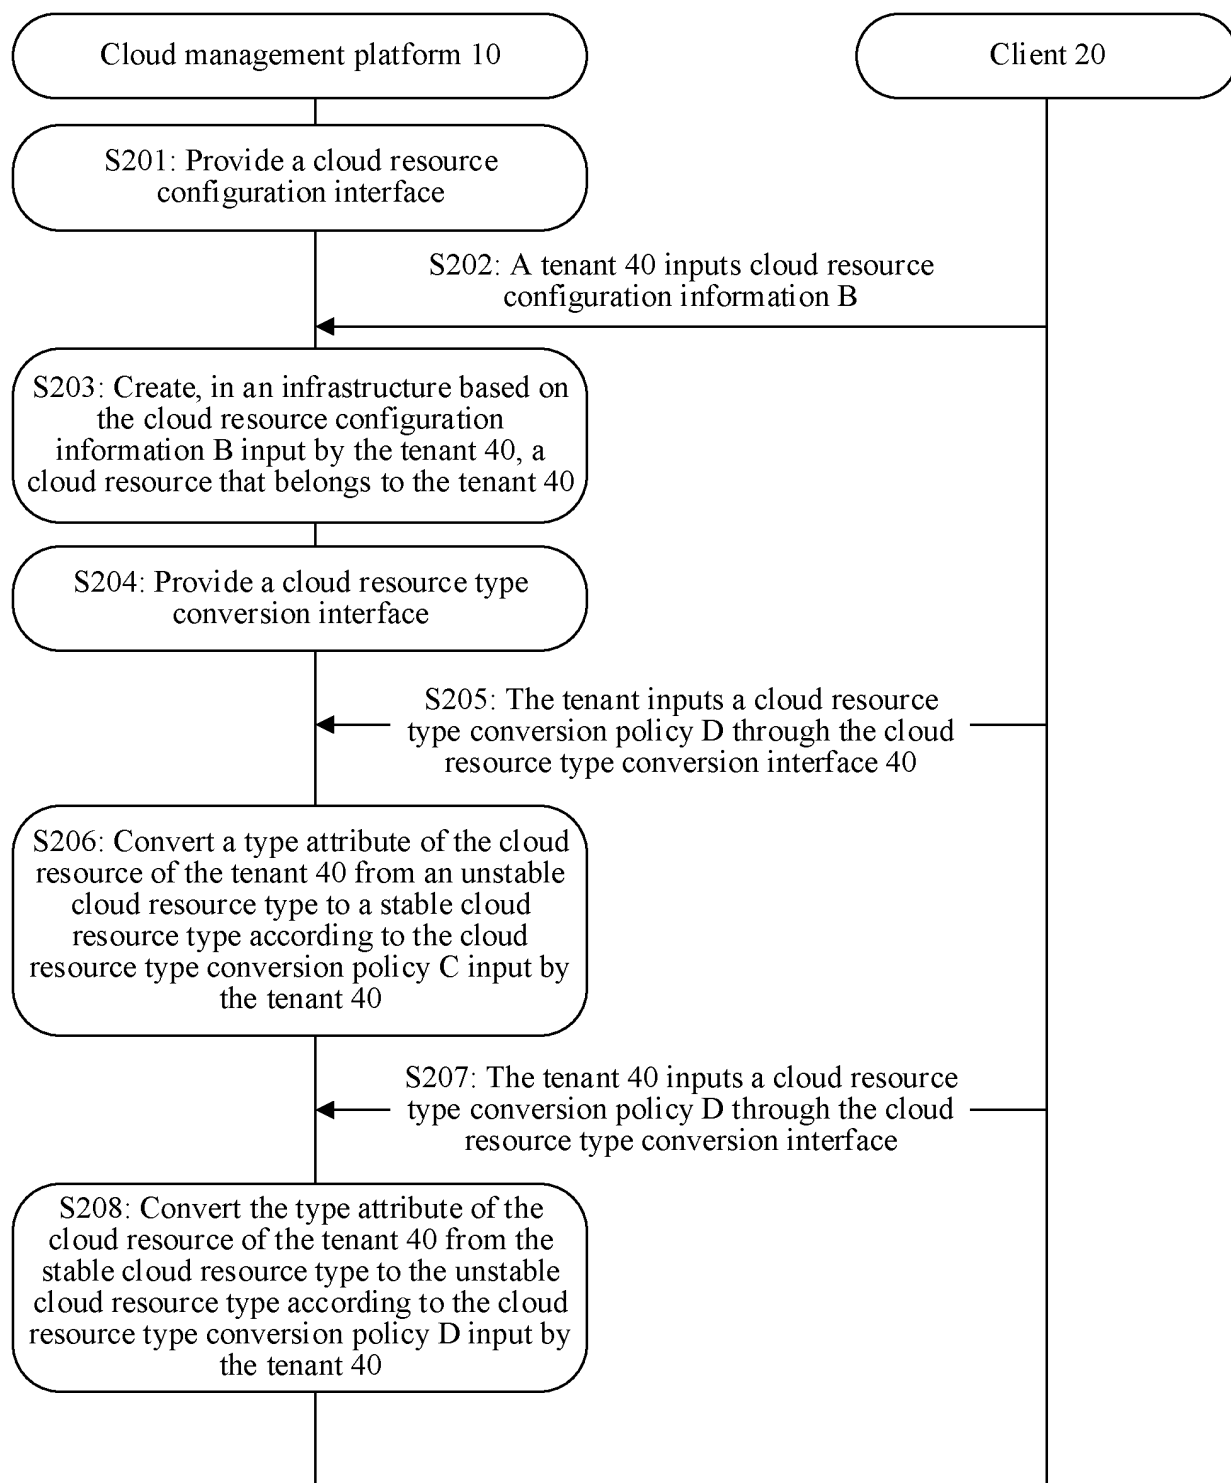 Cloud management platform 10
Client 20
S201: Provide a cloud resource
configuration interface
S202: A tenant 40 inputs cloud resource
configuration information B
S203: Create, in an infrastructure based on
the cloud resource configuration
information B input by the tenant 40, a
cloud resource that belongs to the tenant 40
S204: Provide a cloud resource type
conversion interface
S205: The tenant inputs a cloud resource
type conversion policy D through the cloud
resource type conversion interface 40
S206: Convert a type attribute of the cloud
resource of the tenant 40 from an unstable
cloud resource type to a stable cloud
resource type according to the cloud
resource type conversion policy C input by
the tenant 40
S207: The tenant 40 inputs a cloud resource
type conversion policy D through the cloud
resource type conversion interface
S208: Convert the type attribute of the
cloud resource of the tenant 40 from the
stable cloud resource type to the unstable
cloud resource type according to the cloud
resource type conversion policy D input by
the tenant 40